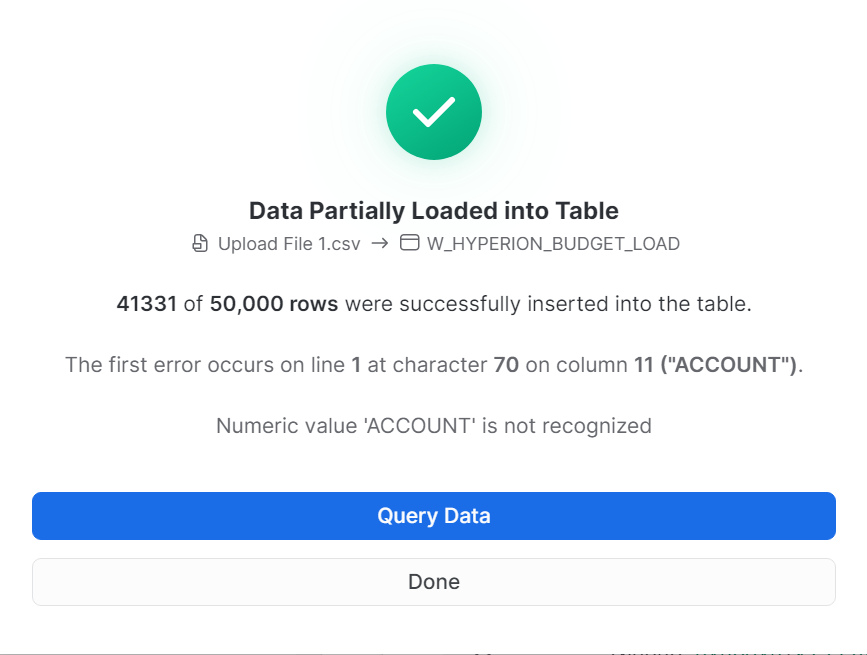 Data Partially Loaded into Table
Upload File 1.csv → W_HYPERION_BUDGET_LOAD
41331 of 50,000 rows were successfully inserted into the table.
The first error occurs on line 1 at character 70 on column 11 ("ACCOUNT").
Numeric value 'ACCOUNT' is not recognized
Query Data
Done